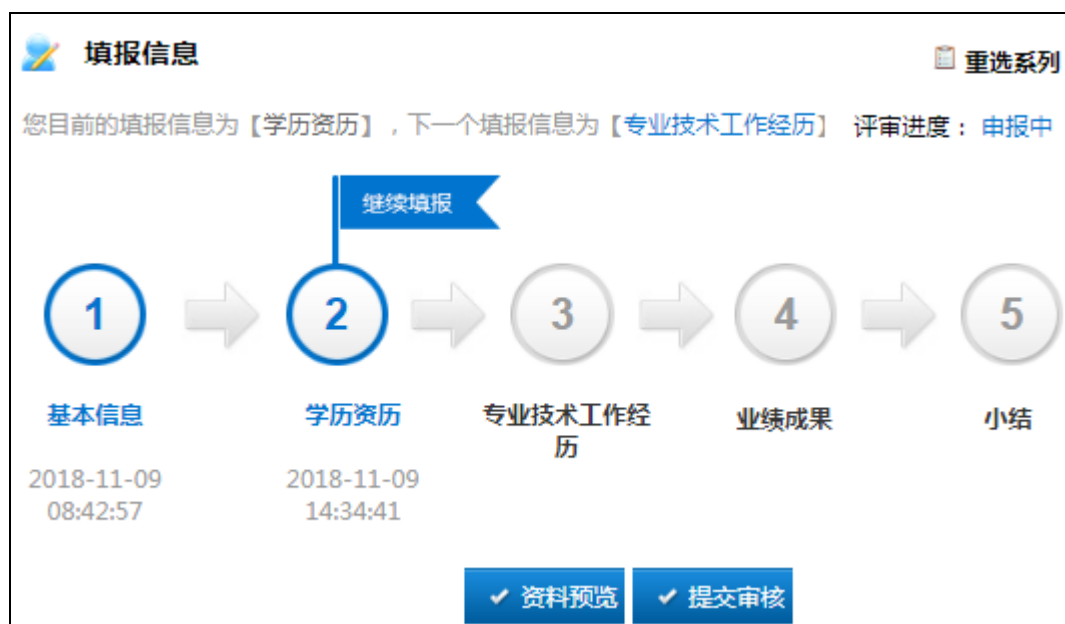 填报信息
重选系列
您目前的填报信息为【学历资历】，下一个填报信息为【专业技术工作经历】 评审进度： 申报中
继续填报
1 2 3 4 5
基本信息 学历资历 专业技术工作经 业绩成果 小结
历
2018-11-09 2018-11-09
08:42:57 14:34:41
资料预览 提交审核